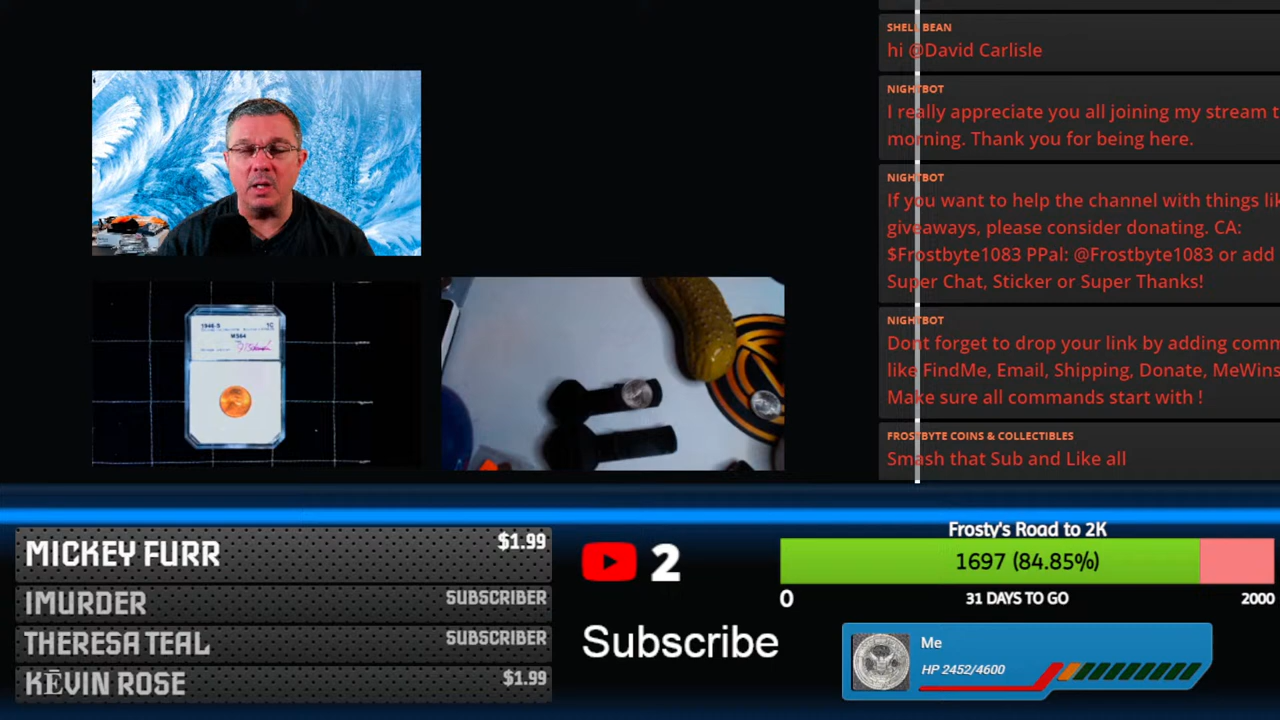 SHELL BEAN
hi @David Carlisle
NIGHTBOT
I really appreciate you all joining my stream t
morning. Thank you for being here.
NIGHTBOT
If you want to help the channel with things lik
giveaways, please consider donating. CA:
$Frostbyte1083 PPal: @Frostbyte1083 or add
Super Chat, Sticker or Super Thanks!
NIGHTBOT
Dont forget to drop your link by adding comm
like FindMe, Email, Shipping, Donate, MeWins
Make sure all commands start with !
FROSTBYTE COINS & COLLECTIBLES
Smash that Sub and Like all
1C
MS64
MICKEY FURR
$1.99
IMURDER
SUBSCRIBER
THERESA TEAL
SUBSCRIBER
KEVIN ROSE
$1.99
2
Subscribe
Frosty's Road to 2K
1697 (84.85%)
0
31 DAYS TO GO
2000
Me
HP 2452/4600